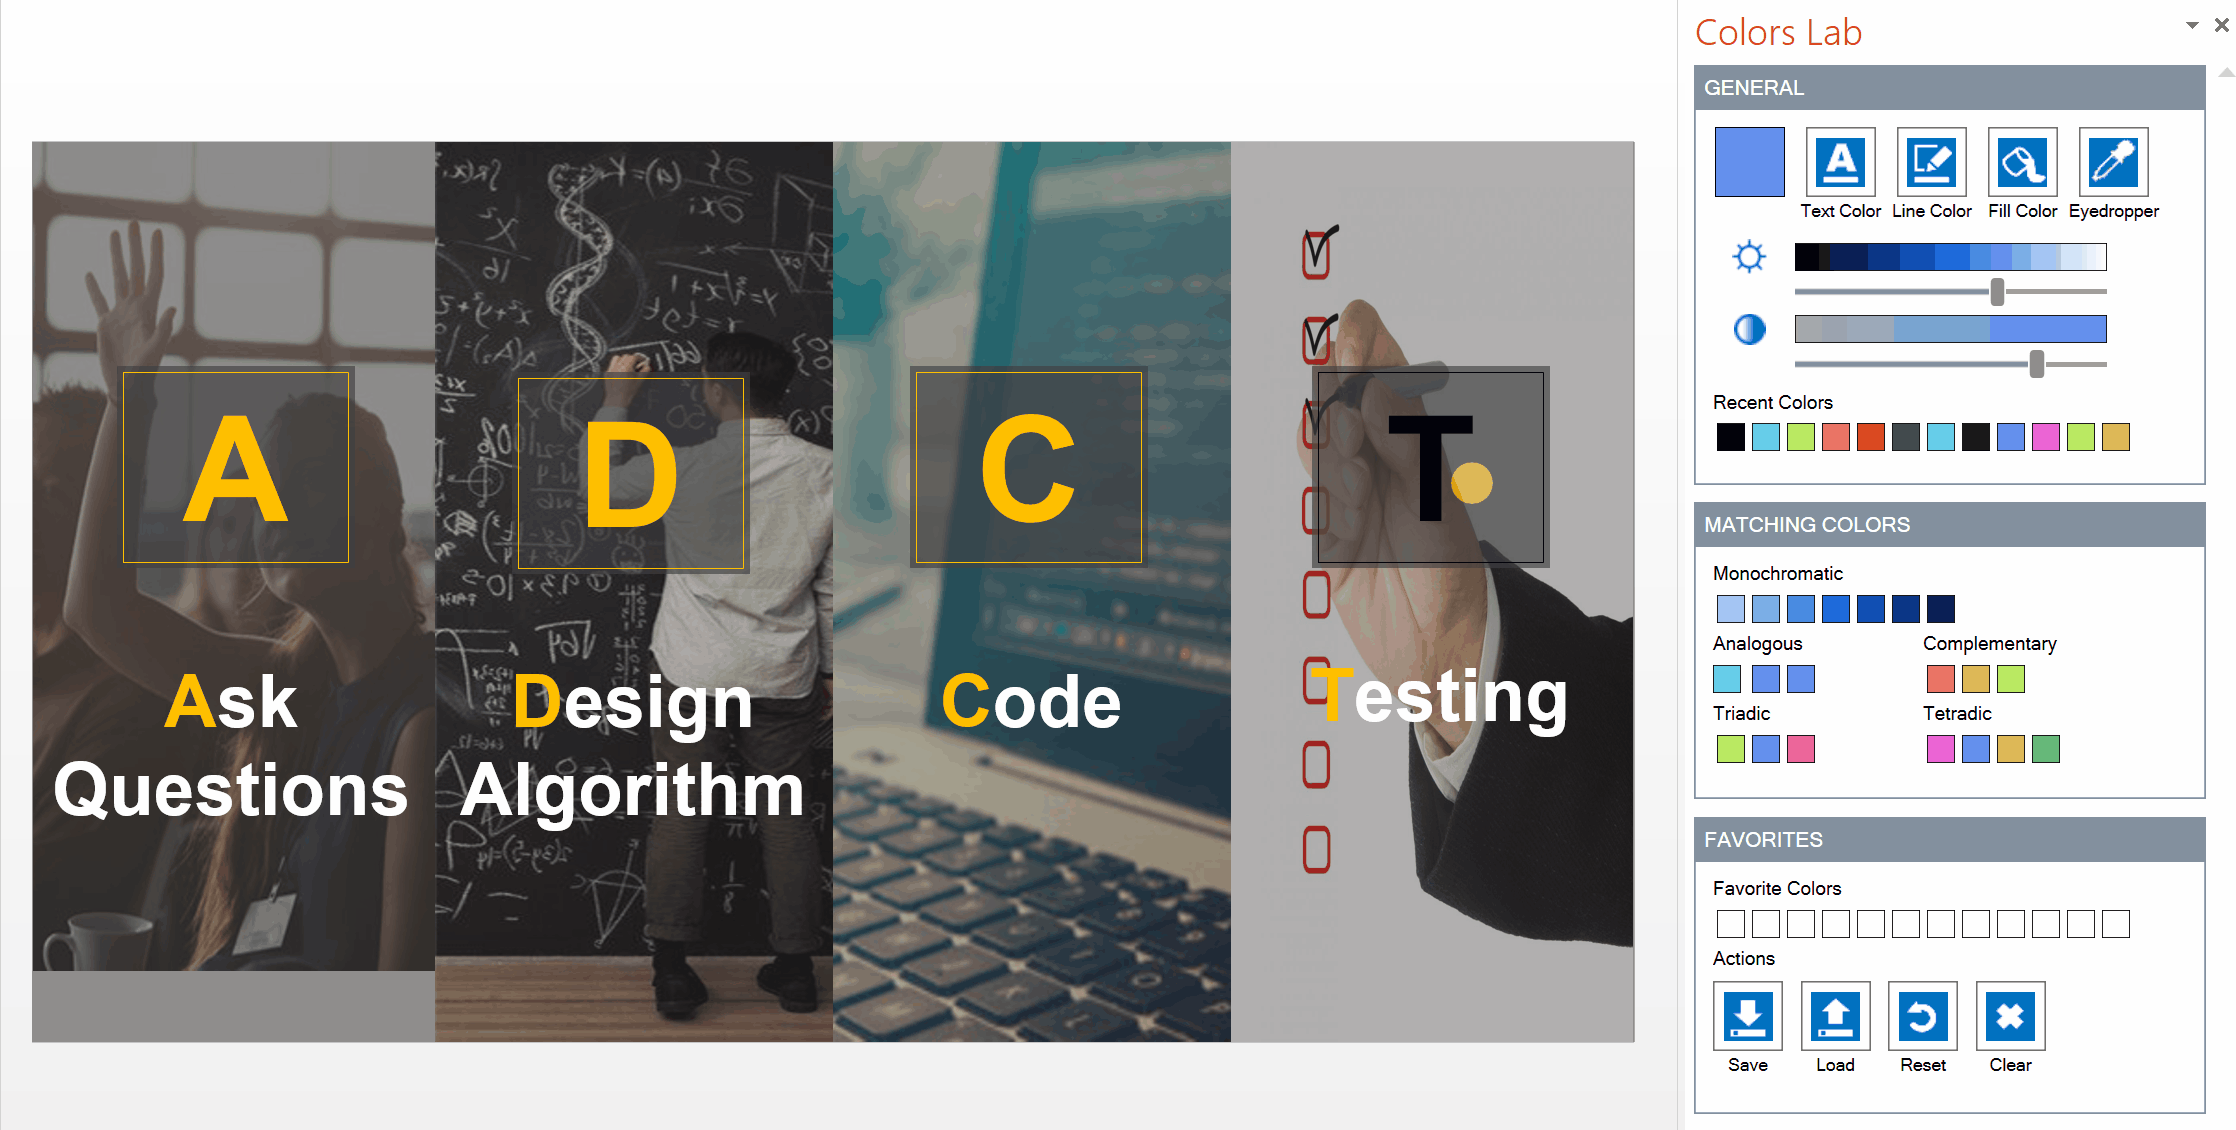 Colors Lab
GENERAL
Text Color Line Color Fill Color Eyedropper
Recent Colors
MATCHING COLORS
Monochromatic
Analogous Complementary
Triadic Tetradic
FAVORITES
Favorite Colors
Actions
Save Load Reset Clear
A
Ask
Questions
D
Design
Algorithm
C
Code
T
Testing